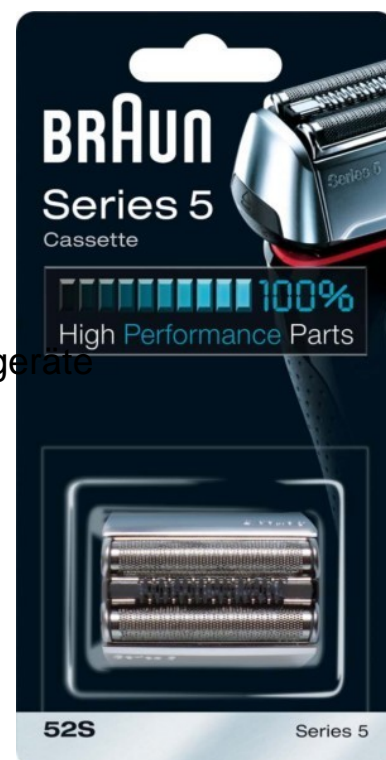 BRAUN
Series 5
Cassette
100%
High Performance Parts
geräte
52S
Series 5